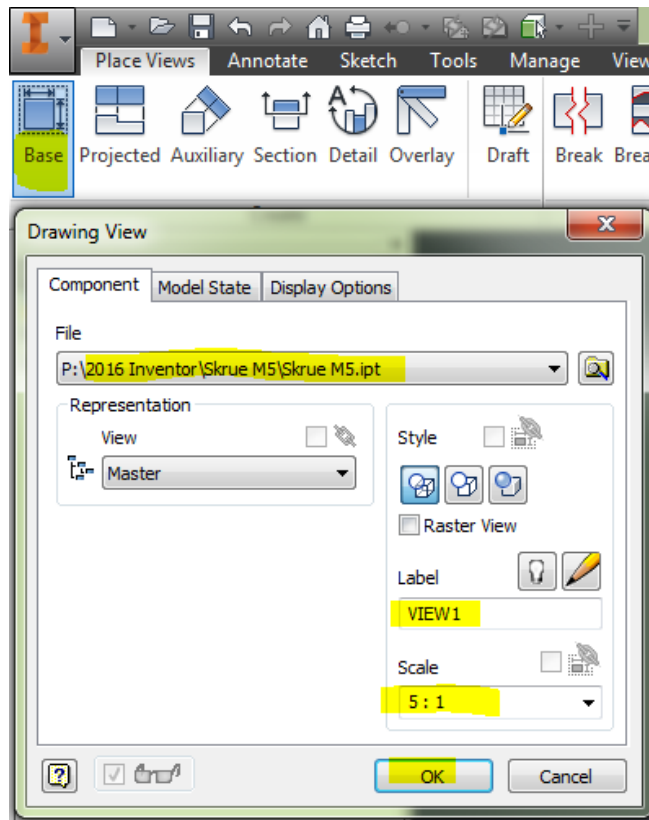 Place Views Annotate Sketch Tools Manage View
Base Projected Auxiliary Section Detail Overlay Draft Break Brea
Drawing View
Component Model State Display Options
File
P:\2016 Inventor\Skrue M5\Skrue M5.ipt
Representation
View
Master
Style
Raster View
Label
VIEW1
Scale
5 : 1
OK Cancel